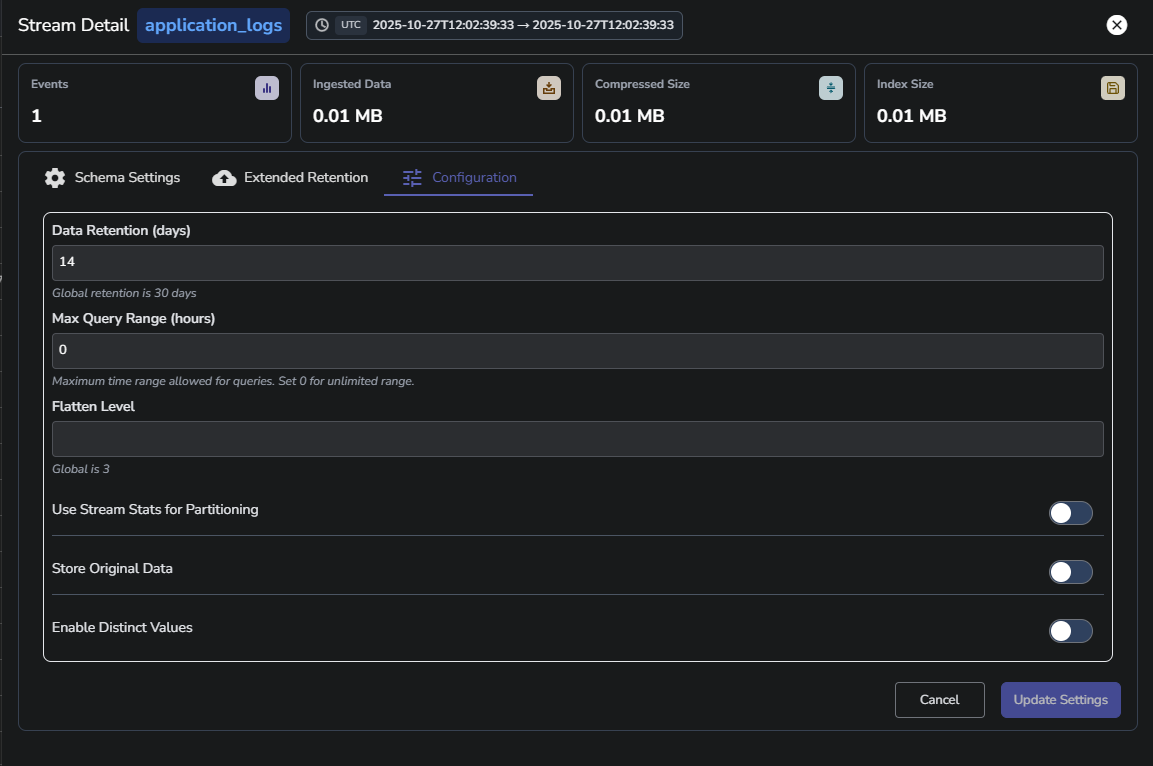 Stream Detail application_logs UTC 2025-10-27T12:02:39:33 → 2025-10-27T12:02:39:33
Events Ingested Data Compressed Size Index Size
1 0.01 MB 0.01 MB 0.01 MB
Schema Settings Extended Retention Configuration
Data Retention (days)
14
Global retention is 30 days
Max Query Range (hours)
0
Maximum time range allowed for queries. Set 0 for unlimited range.
Flatten Level
Global is 3
Use Stream Stats for Partitioning
Store Original Data
Enable Distinct Values
Cancel Update Settings